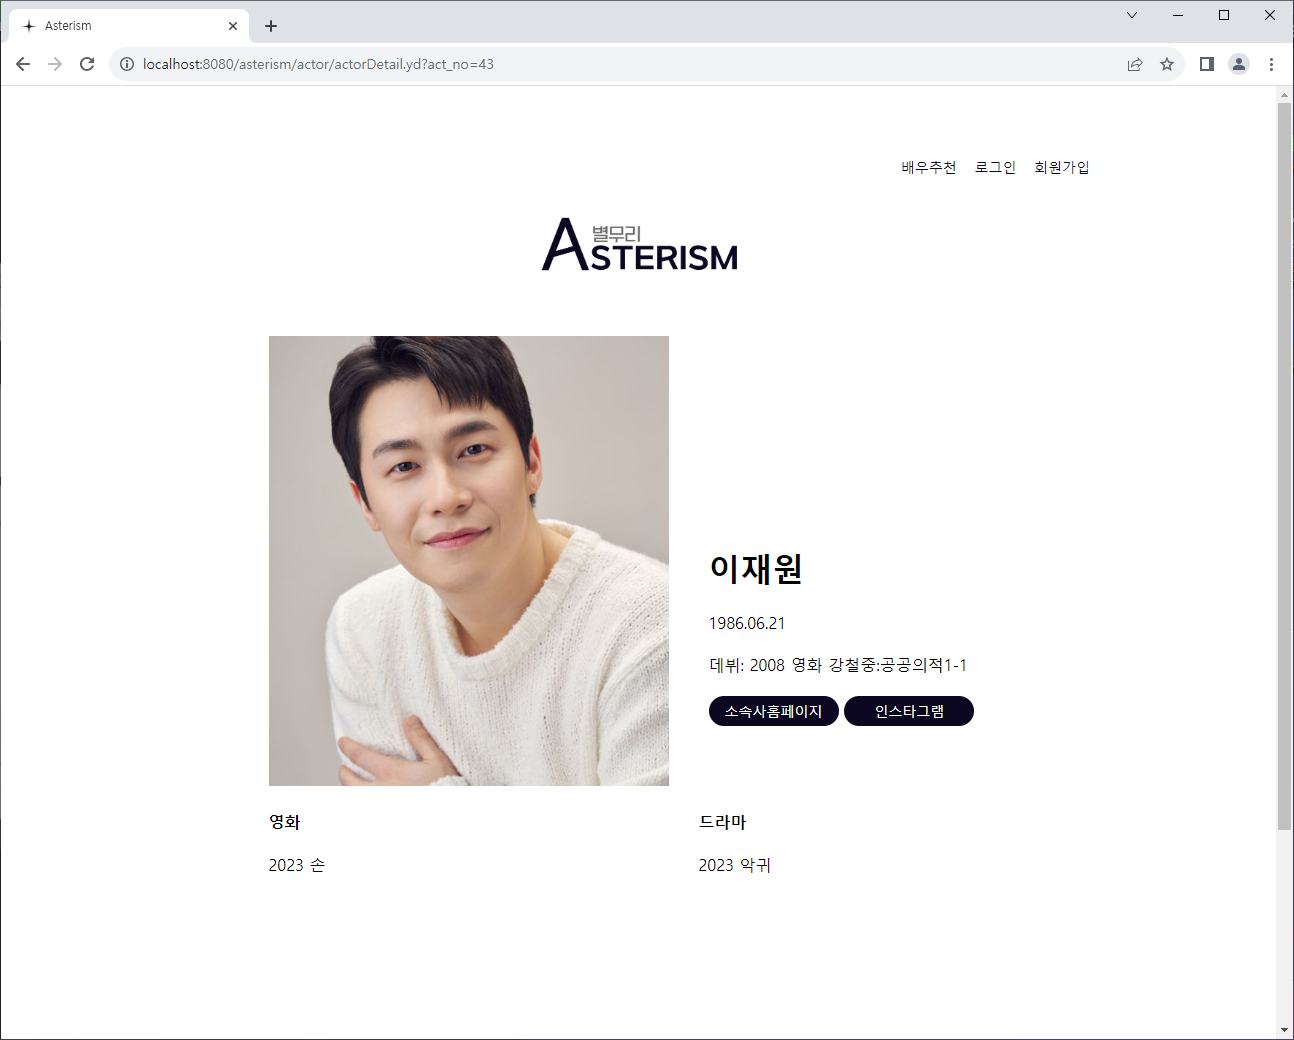 Asterism
localhost:8080/asterism/actor/actorDetail.yd?act_no=43
배우추천 로그인 회원가입
별무리
ASTERISM
이재원
1986.06.21
데뷔: 2008 영화 강철중:공공의적1-1
소속사홈페이지 인스타그램
영화 드라마
2023 손 2023 악귀